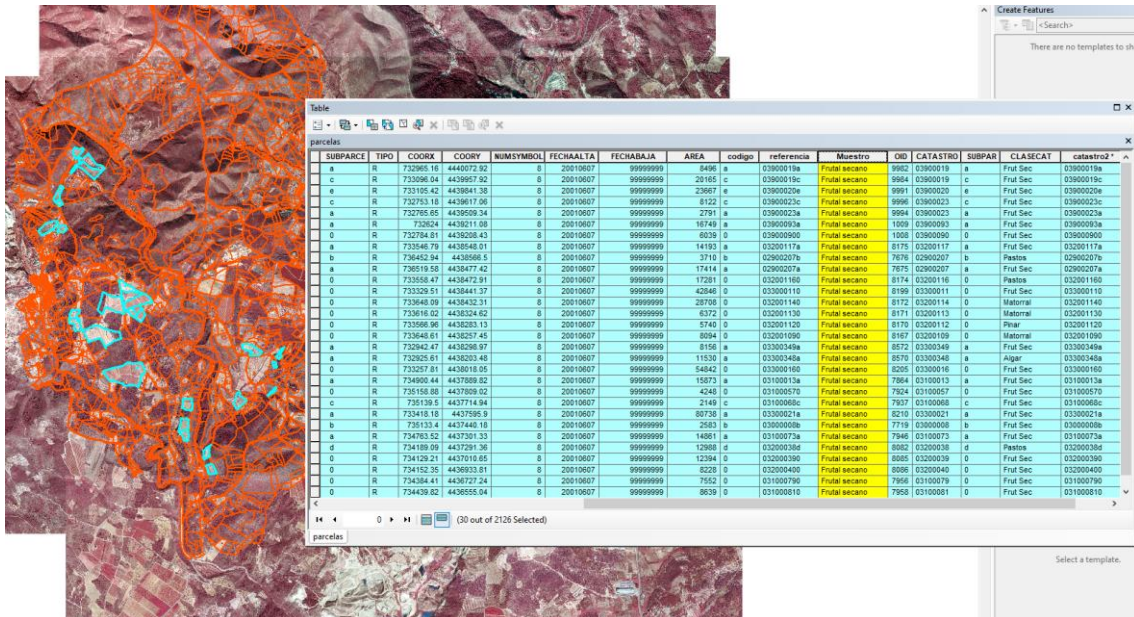 Create Features
<Search>
There are no templates to sh
Table
parcelas
SUBPARCE TIPO COORX COORY NUMSYMBOL FECHAALTA FECHABAJA AREA codigo referencia Muestro OID CATASTRO SUBPAR CLASECAT catastro2 *
a R 732965.16 4440072.92 8 20010607 99999999 8496 a 03900019a Frutal secano 9982 03900019 a Frut Sec 03900019a
c R 733096.04 4439957.92 8 20010607 99999999 20165 c 03900019c Frutal secano 9984 03900019 c Frut Sec 03900019c
e R 733105.42 4439841.38 8 20010607 99999999 23667 e 03900020e Frutal secano 9991 03900020 e Frut Sec 03900020e
c R 732753.18 4439617.06 8 20010607 99999999 8122 c 03900023c Frutal secano 9996 03900023 c Frut Sec 03900023c
a R 732765.65 4439509.34 8 20010607 99999999 2791 a 03900023a Frutal secano 9994 03900023 a Frut Sec 03900023a
a R 732624 4439211.08 8 20010607 99999999 16749 a 03900093a Frutal secano 1009 03900093 a Frut Sec 03900093a
0 R 732784.81 4439208.43 8 20010607 99999999 6039 0 039000900 Frutal secano 1008 03900090 0 Frut Sec 039000900
a R 733546.79 4438548.01 8 20010607 99999999 14193 a 03200117a Frutal secano 8175 03200117 a Frut Sec 03200117a
b R 736452.94 4438566.5 8 20010607 99999999 3710 b 02900207b Frutal secano 7676 02900207 b Pastos 02900207b
a R 736519.58 4438477.42 8 20010607 99999999 17414 a 02900207a Frutal secano 7675 02900207 a Frut Sec 02900207a
0 R 733558.47 4438472.91 8 20010607 99999999 17281 0 032001160 Frutal secano 8174 03200116 0 Pastos 032001160
0 R 733329.51 4438441.37 8 20010607 99999999 42846 0 033000110 Frutal secano 8199 03300011 0 Frut Sec 033000110
0 R 733648.09 4438432.31 8 20010607 99999999 28708 0 032001140 Frutal secano 8172 03200114 0 Matorral 032001140
0 R 733616.02 4438324.62 8 20010607 99999999 6372 0 032001130 Frutal secano 8171 03200113 0 Matorral 032001130
0 R 733566.96 4438283.13 8 20010607 99999999 5740 0 032001120 Frutal secano 8170 03200112 0 Pinar 032001120
0 R 733648.61 4438257.45 8 20010607 99999999 8094 0 032001090 Frutal secano 8167 03200109 0 Matorral 032001090
a R 732942.47 4438298.97 8 20010607 99999999 8156 a 03300349a Frutal secano 8572 03300349 a Frut Sec 03300349a
a R 732925.61 4438203.48 8 20010607 99999999 11530 a 03300348a Frutal secano 8570 03300348 a Algar 03300348a
0 R 733257.81 4438018.05 8 20010607 99999999 54842 0 033000160 Frutal secano 8205 03300016 0 Frut Sec 033000160
a R 734900.44 4437889.82 8 20010607 99999999 15873 a 03100013a Frutal secano 7864 03100013 a Frut Sec 03100013a
0 R 735158.88 4437809.02 8 20010607 99999999 4248 0 031000570 Frutal secano 7924 03100057 0 Frut Sec 031000570
c R 735139.5 4437714.94 8 20010607 99999999 2149 c 03100068c Frutal secano 7937 03100068 c Frut Sec 03100068c
a R 733418.18 4437595.9 8 20010607 99999999 80738 a 03300021a Frutal secano 8210 03300021 a Frut Sec 03300021a
b R 735133.4 4437440.18 8 20010607 99999999 2583 b 03000008b Frutal secano 7719 03000008 b Frut Sec 03000008b
a R 734763.52 4437301.33 8 20010607 99999999 14861 a 03100073a Frutal secano 7946 03100073 a Frut Sec 03100073a
d R 734189.09 4437291.36 8 20010607 99999999 12988 d 03200038d Frutal secano 8082 03200038 d Pastos 03200038d
0 R 734129.21 4437010.65 8 20010607 99999999 12394 0 032000390 Frutal secano 8085 03200039 0 Frut Sec 032000390
0 R 734152.35 4436933.81 8 20010607 99999999 8228 0 032000400 Frutal secano 8086 03200040 0 Frut Sec 032000400
0 R 734384.41 4436727.24 8 20010607 99999999 7552 0 031000790 Frutal secano 7956 03100079 0 Frut Sec 031000790
0 R 734439.82 4436555.04 8 20010607 99999999 8639 0 031000810 Frutal secano 7958 03100081 0 Frut Sec 031000810
0 (30 out of 2126 Selected)
parcelas
Select a template.